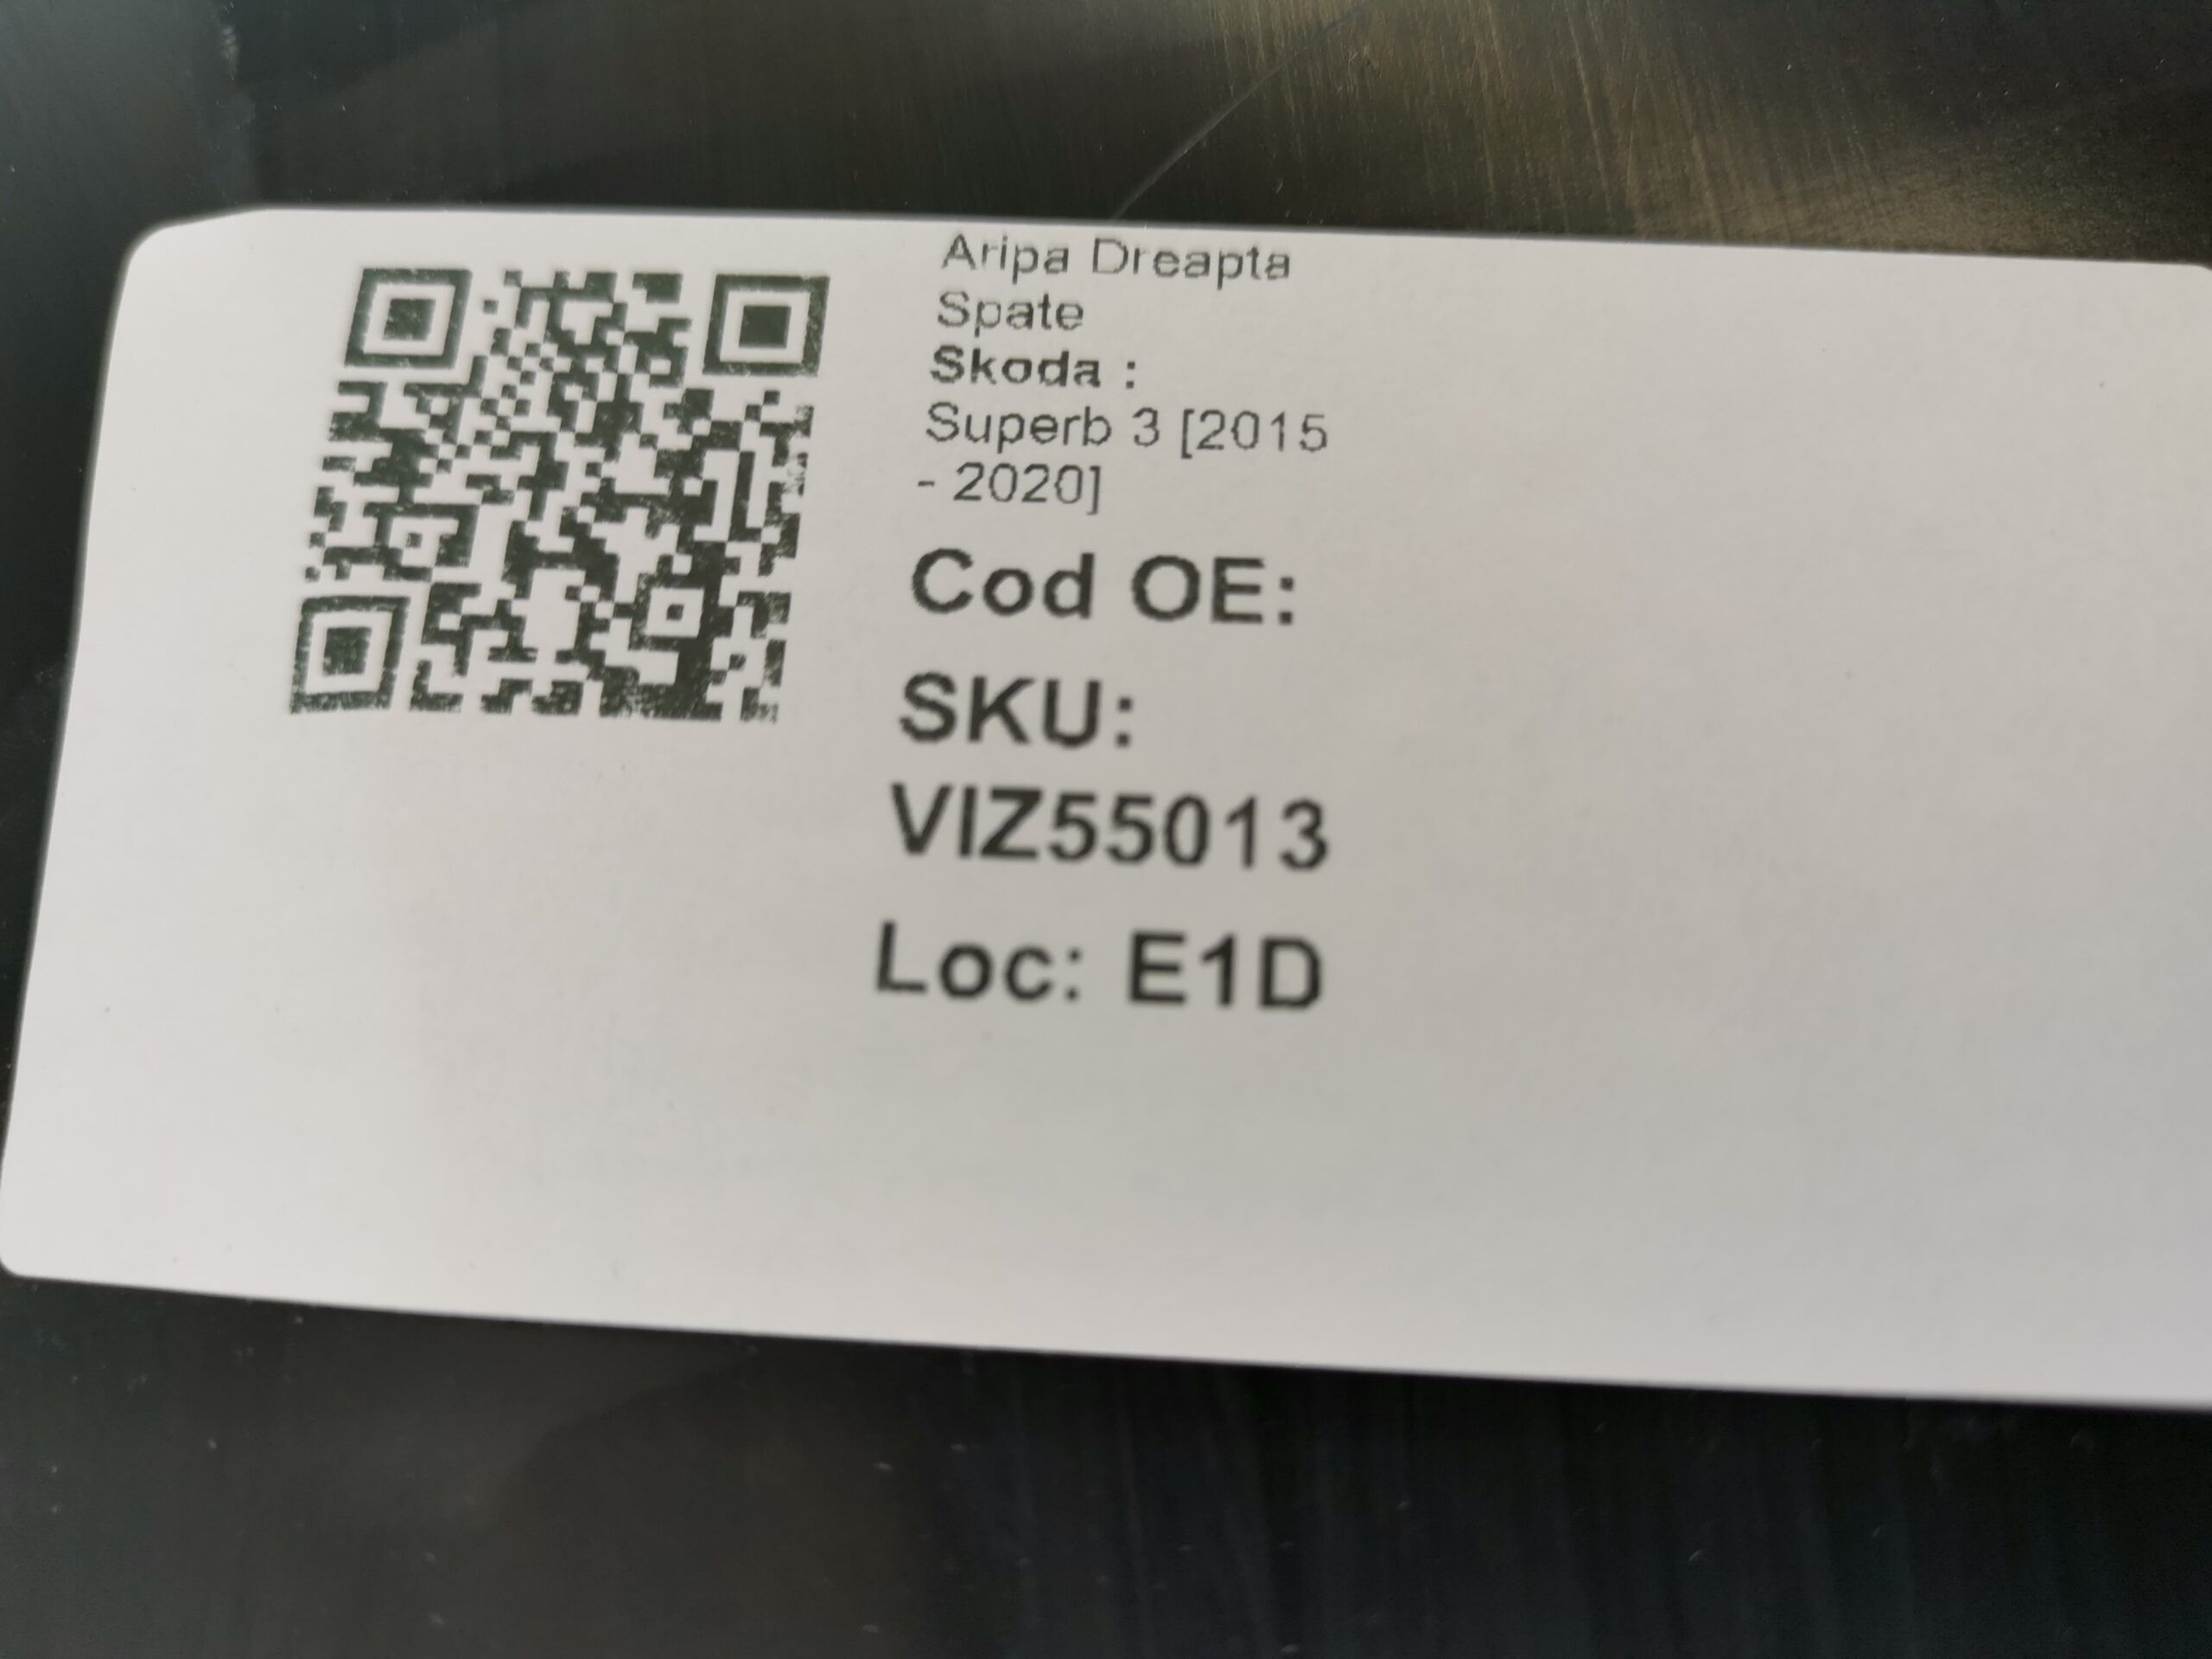 Aripa Dreapta
Spate
Skoda :
Superb 3 [2015
- 2020]
Cod OE:
SKU:
VIZ55013
Loc: E1D